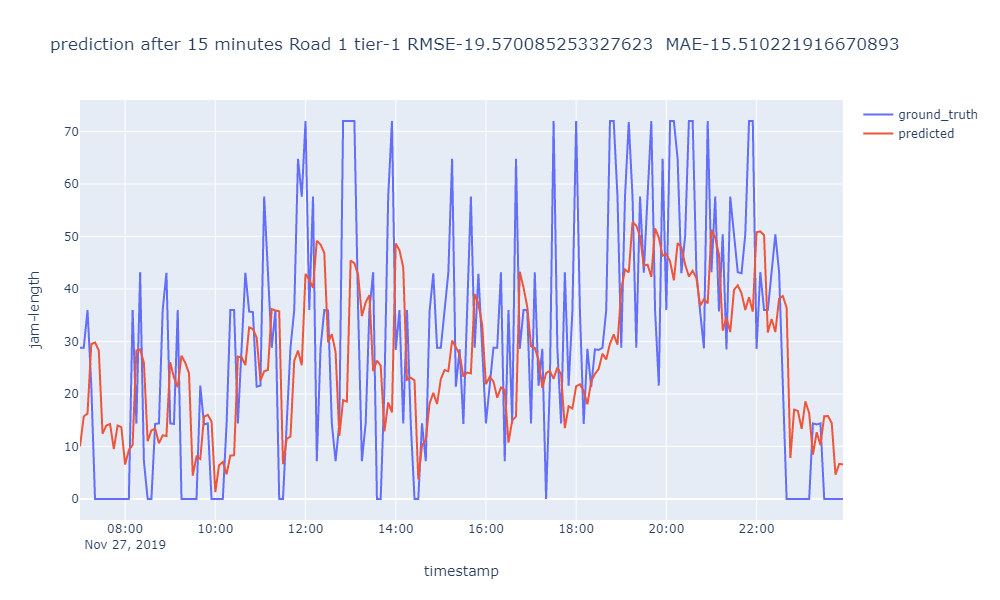 prediction after 15 minutes Road 1 tier-1 RMSE-19.570085253327623  MAE-15.510221916670893
ground_truth
predicted
jam-length
70
60
50
40
30
20
10
0
08:00 10:00 12:00 14:00 16:00 18:00 20:00 22:00
Nov 27, 2019
timestamp